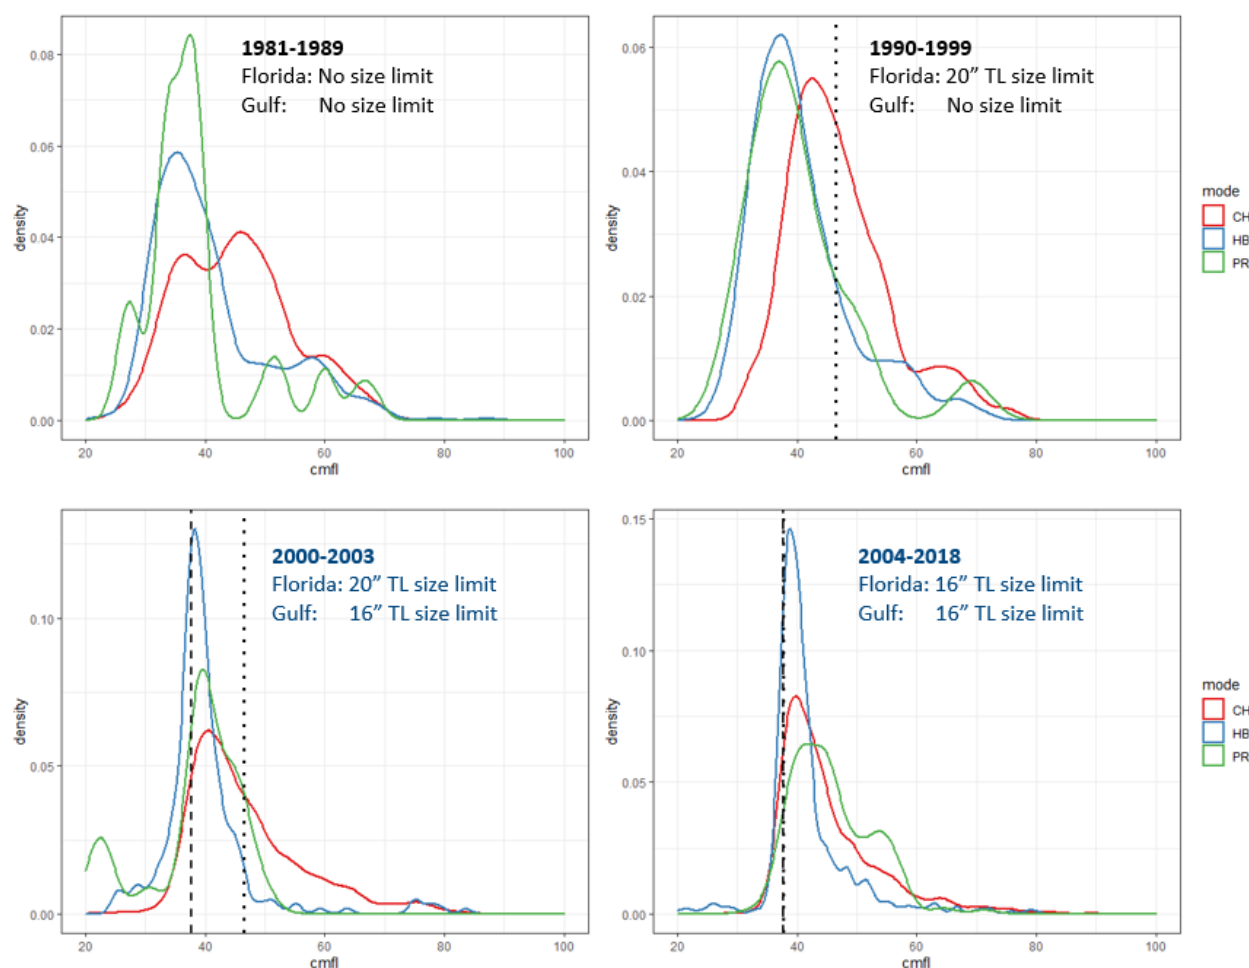 1981-1989
Florida: No size limit
Gulf: No size limit
0.08
0.06
0.04
0.02
0.00
density
20 40 60 80 100
cmfl
1990-1999
Florida: 20” TL size limit
Gulf: No size limit
0.06
0.04
0.02
0.00
density
20 40 60 80 100
cmfl
mode
CH
HB
PR
2000-2003
Florida: 20” TL size limit
Gulf: 16” TL size limit
0.10
0.05
0.00
density
20 40 60 80 100
cmfl
2004-2018
Florida: 16” TL size limit
Gulf: 16” TL size limit
0.15
0.10
0.05
0.00
density
20 40 60 80 100
cmfl
mode
CH
HB
PR